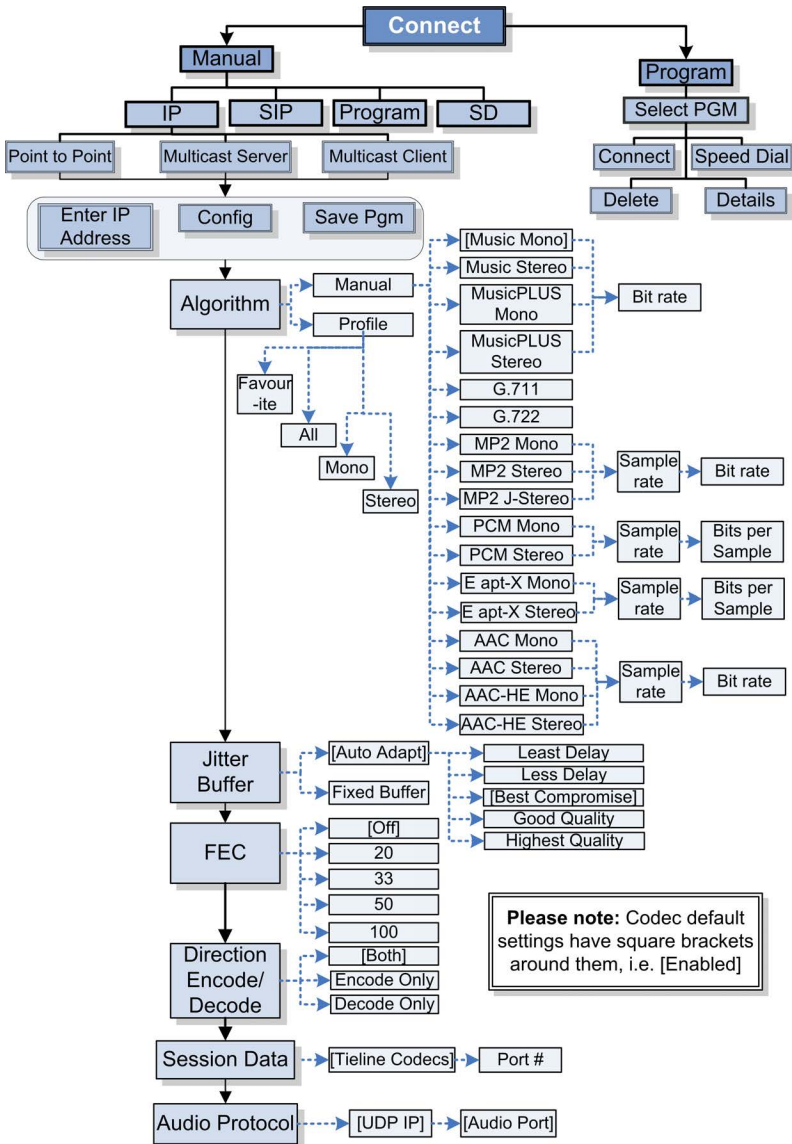 Connect
Manual
Program
IP
SIP
Program
SD
Select PGM
Point to Point
Multicast Server
Multicast Client
Connect
Speed Dial
Delete
Details
Enter IP
Address
Config
Save Pgm
Algorithm
Manual
Profile
Favour
-ite
All
Mono
Stereo
[Music Mono]
Music Stereo
MusicPLUS
Mono
MusicPLUS
Stereo
Bit rate
G.711
G.722
MP2 Mono
MP2 Stereo
MP2 J-Stereo
Sample
rate
Bit rate
PCM Mono
PCM Stereo
Sample
rate
Bits per
Sample
E apt-X Mono
E apt-X Stereo
Sample
rate
Bits per
Sample
AAC Mono
AAC Stereo
AAC-HE Mono
AAC-HE Stereo
Sample
rate
Bit rate
Jitter
Buffer
[Auto Adapt]
Fixed Buffer
Least Delay
Less Delay
[Best Compromise]
Good Quality
Highest Quality
FEC
[Off]
20
33
50
100
Please note: Codec default
settings have square brackets
around them, i.e. [Enabled]
Direction
Encode/
Decode
[Both]
Encode Only
Decode Only
Session Data
[Tieline Codecs]
Port #
Audio Protocol
[UDP IP]
[Audio Port]